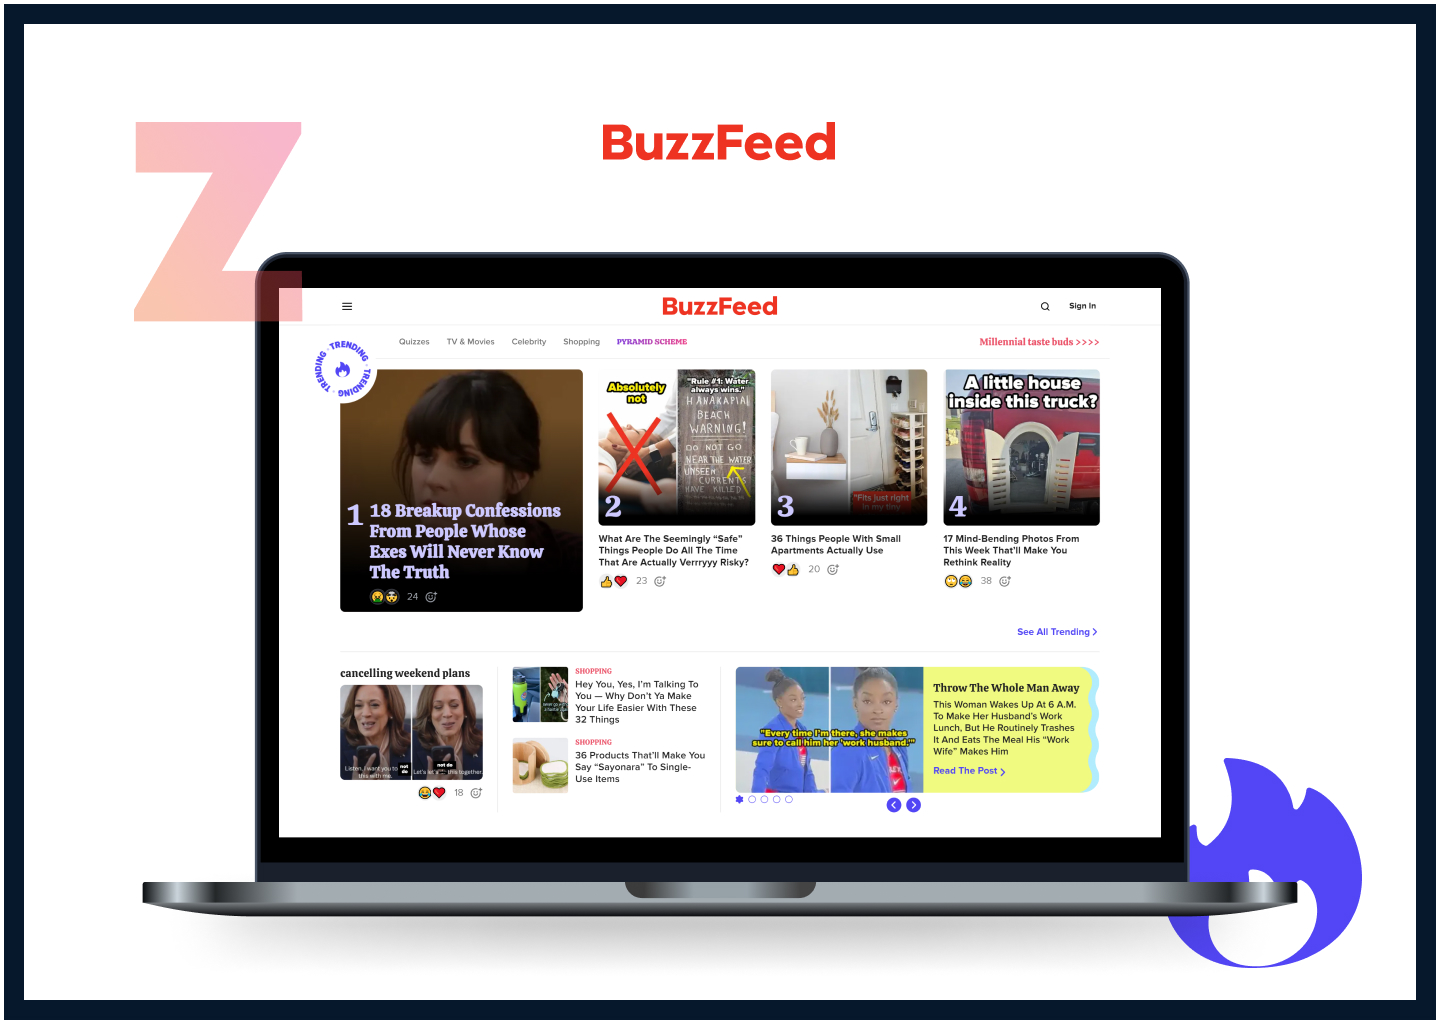 Z
BuzzFeed
BuzzFeed
Sign In
Quizzes TV & Movies Celebrity Shopping PYRAMID SCHEME
Millennial taste buds >>>>
TRENDING · TRENDING · TRENDING ·
1
18 Breakup Confessions
From People Whose
Exes Will Never Know
The Truth
24
Absolutely
not
"Rule #1: Water
always wins."
HANAKAPIAI
BEACH
WARNING!
DO NOT GO
NEAR THE WATER
UNSEEN
CURRENTS
HAVE KILLED
2
What Are The Seemingly “Safe”
Things People Do All The Time
That Are Actually Verrryyy Risky?
23
"Fits just right
in my tiny
3
36 Things People With Small
Apartments Actually Use
20
A little house
inside this truck?
4
17 Mind-Bending Photos From
This Week That’ll Make You
Rethink Reality
38
See All Trending >
cancelling weekend plans
Listen, I want you to not do
this with me.
Let's let's not do this together
18
SHOPPING
Hey You, Yes, I’m Talking To
You — Why Don’t Ya Make
Your Life Easier With These
32 Things
SHOPPING
36 Products That’ll Make You
Say “Sayonara” To Single-
Use Items
"Every time I'm there, she makes
sure to call him her 'work husband.'"
Throw The Whole Man Away
This Woman Wakes Up At 6 A.M.
To Make Her Husband’s Work
Lunch, But He Routinely Trashes
It And Eats The Meal His “Work
Wife” Makes Him
Read The Post >